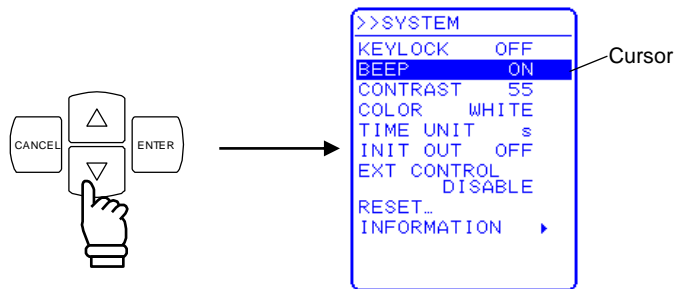 CANCEL
ENTER
>>SYSTEM
KEYLOCK OFF
BEEP ON
CONTRAST 55
COLOR WHITE
TIME UNIT s
INIT OUT OFF
EXT CONTROL
DISABLE
RESET…
INFORMATION ▸
Cursor